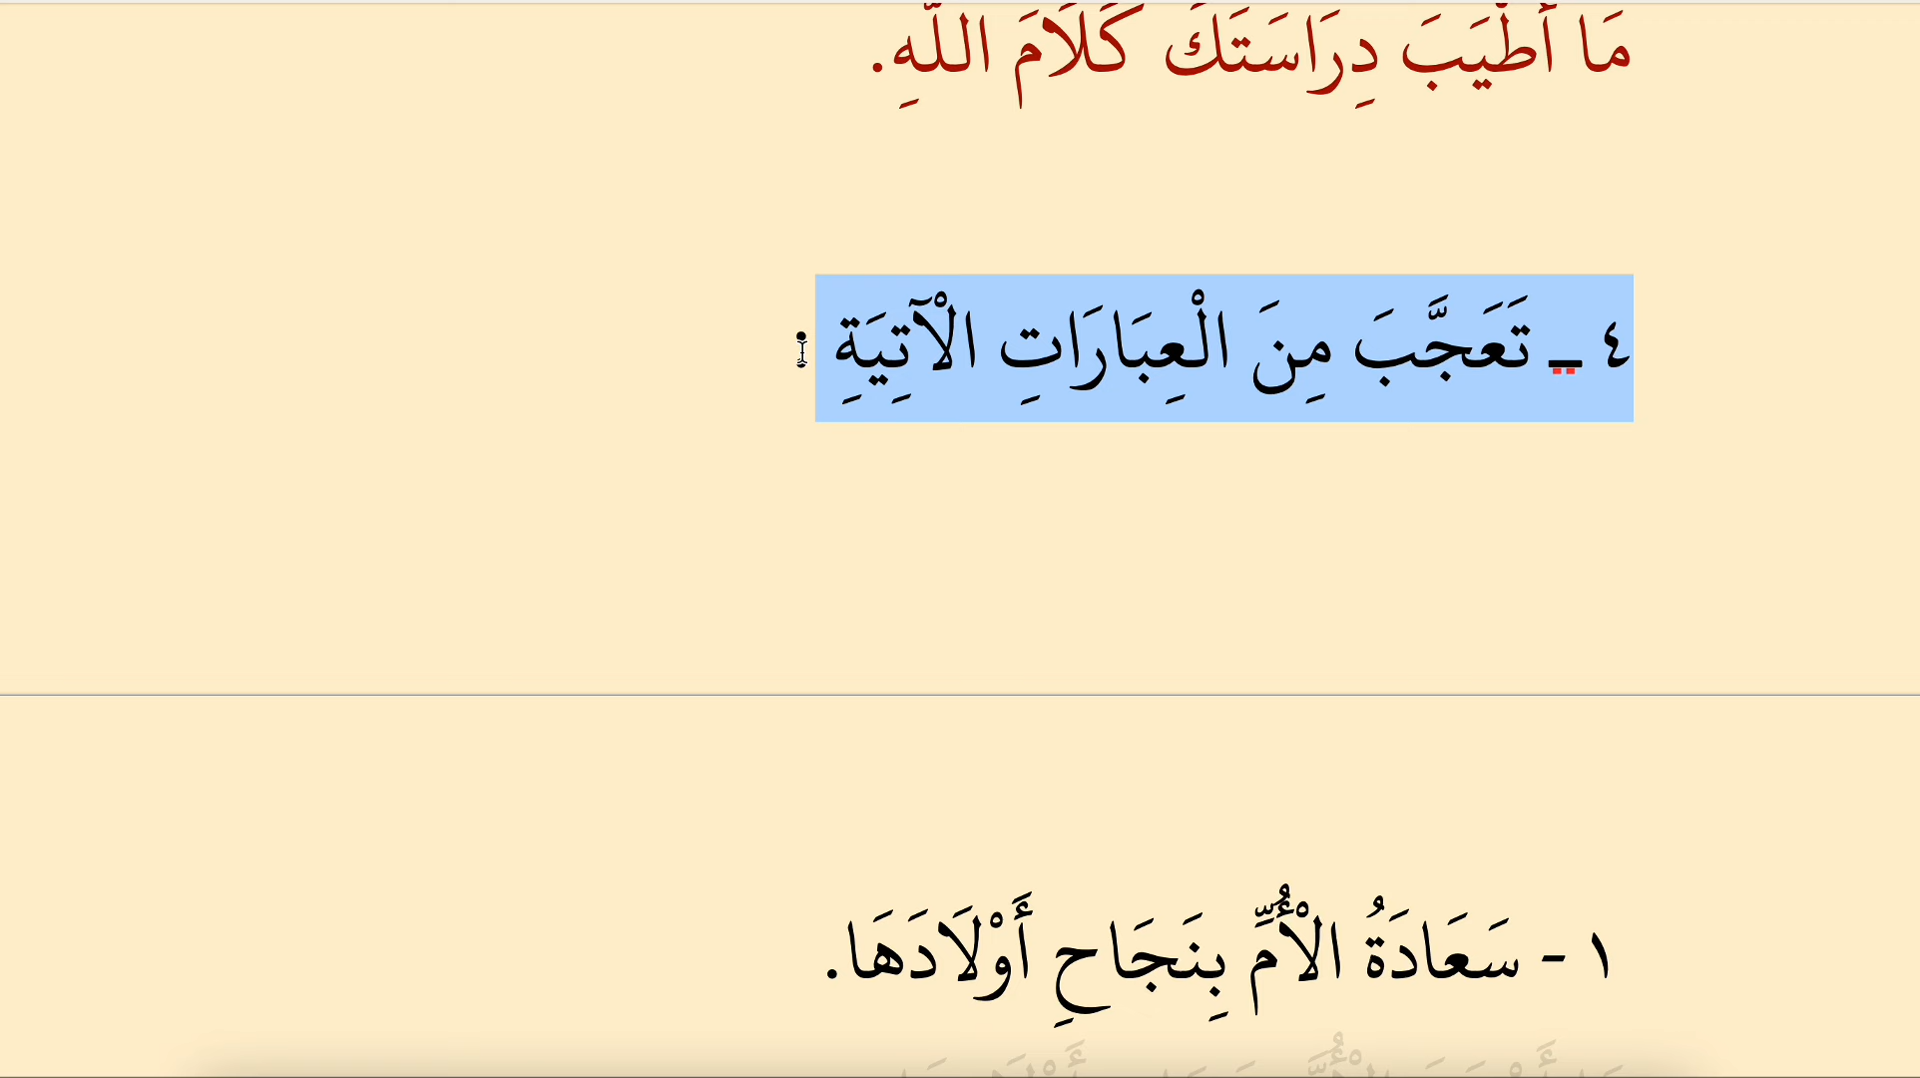 مَا أَطْيَبَ دِرَاسَتَكَ كَلَامَ اللَّهِ.
٤ ـ تَعَجَّبَ مِنَ الْعِبَارَاتِ الْآتِيَةِ :
١ - سَعَادَةُ الْأُمِّ بِنَجَاحِ أَوْلَادَهَا.